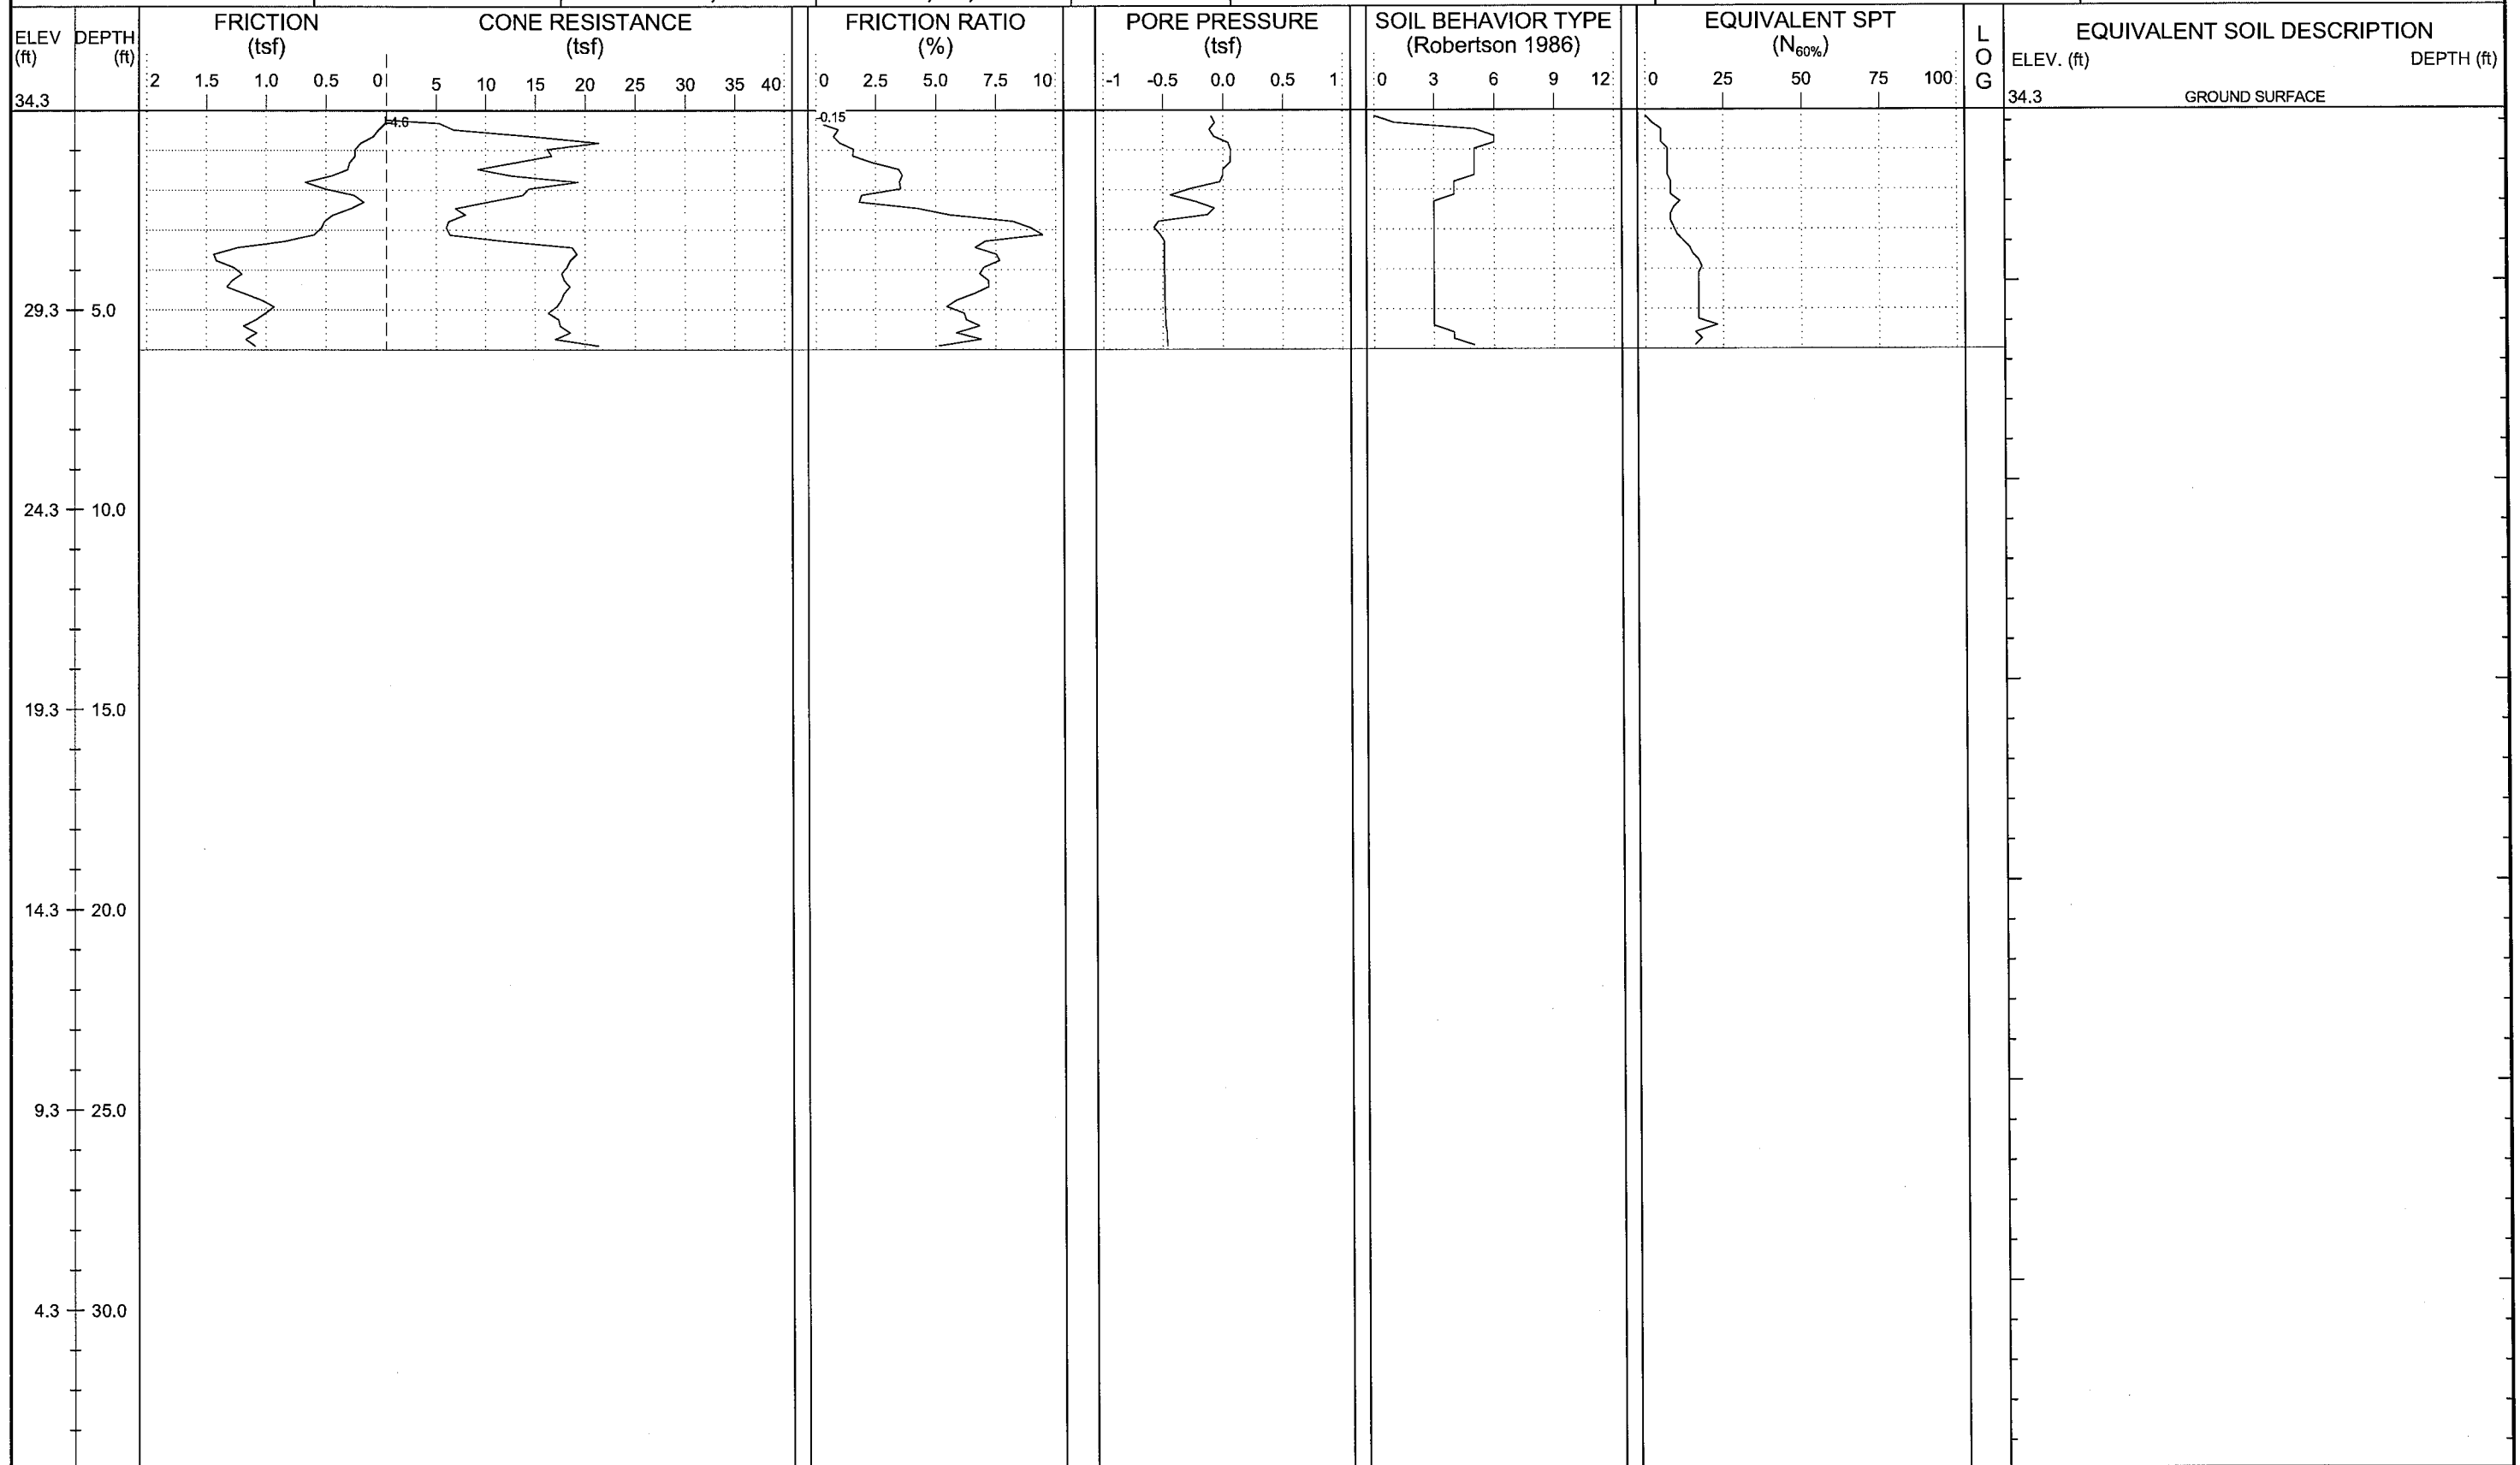 ELEV (ft)
DEPTH (ft)
FRICTION
(tsf)
CONE RESISTANCE
(tsf)
FRICTION RATIO
(%)
PORE PRESSURE
(tsf)
SOIL BEHAVIOR TYPE
(Robertson 1986)
EQUIVALENT SPT
(N60%)
L
O
G
EQUIVALENT SOIL DESCRIPTION
ELEV. (ft) DEPTH (ft)
2 1.5 1.0 0.5 0 5 10 15 20 25 30 35 40
0 2.5 5.0 7.5 10
-1 -0.5 0.0 0.5 1
0 3 6 9 12
0 25 50 75 100
34.3
34.3 GROUND SURFACE
4.6
-0.15
29.3 5.0
24.3 10.0
19.3 15.0
14.3 20.0
9.3 25.0
4.3 30.0